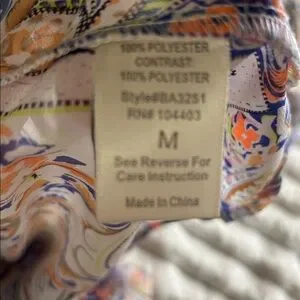 100% POLYESTER
CONTRAST:
100% POLYESTER
Style#BA3251
RN# 104403
M
See Reverse For
Care Instruction
Made In China